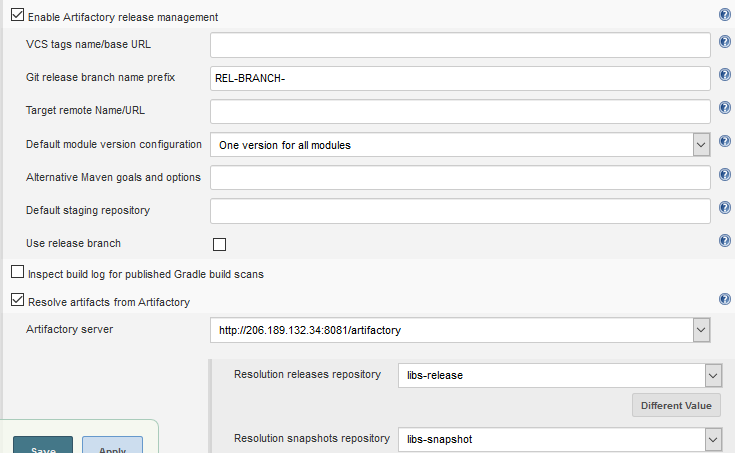 Enable Artifactory release management
VCS tags name/base URL
Git release branch name prefix REL-BRANCH-
Target remote Name/URL
Default module version configuration One version for all modules
Alternative Maven goals and options
Default staging repository
Use release branch
Inspect build log for published Gradle build scans
Resolve artifacts from Artifactory
Artifactory server http://206.189.132.34:8081/artifactory
Resolution releases repository libs-release
Different Value
Resolution snapshots repository libs-snapshot
Save Apply